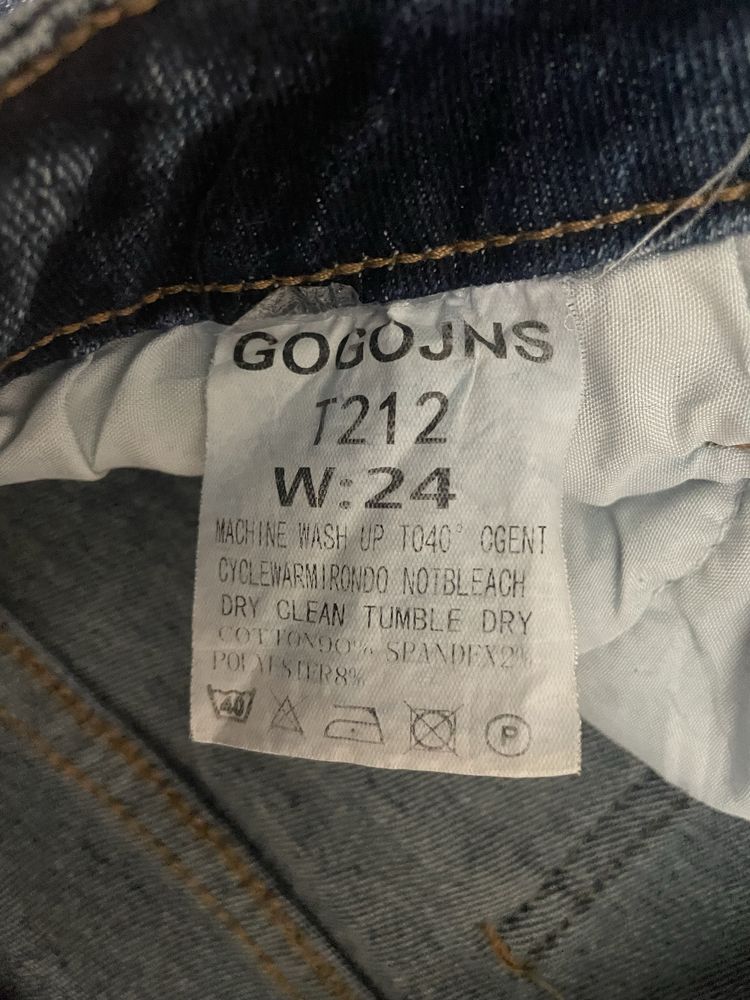 GOGOJNS
T212
W:24
MACHINE WASH UP TO40° CGENT
CYCLEWARMIRONDO NOTBLEACH
DRY CLEAN TUMBLE DRY
COTTON90% SPANDEX2%
POLYESTER8%
40
P